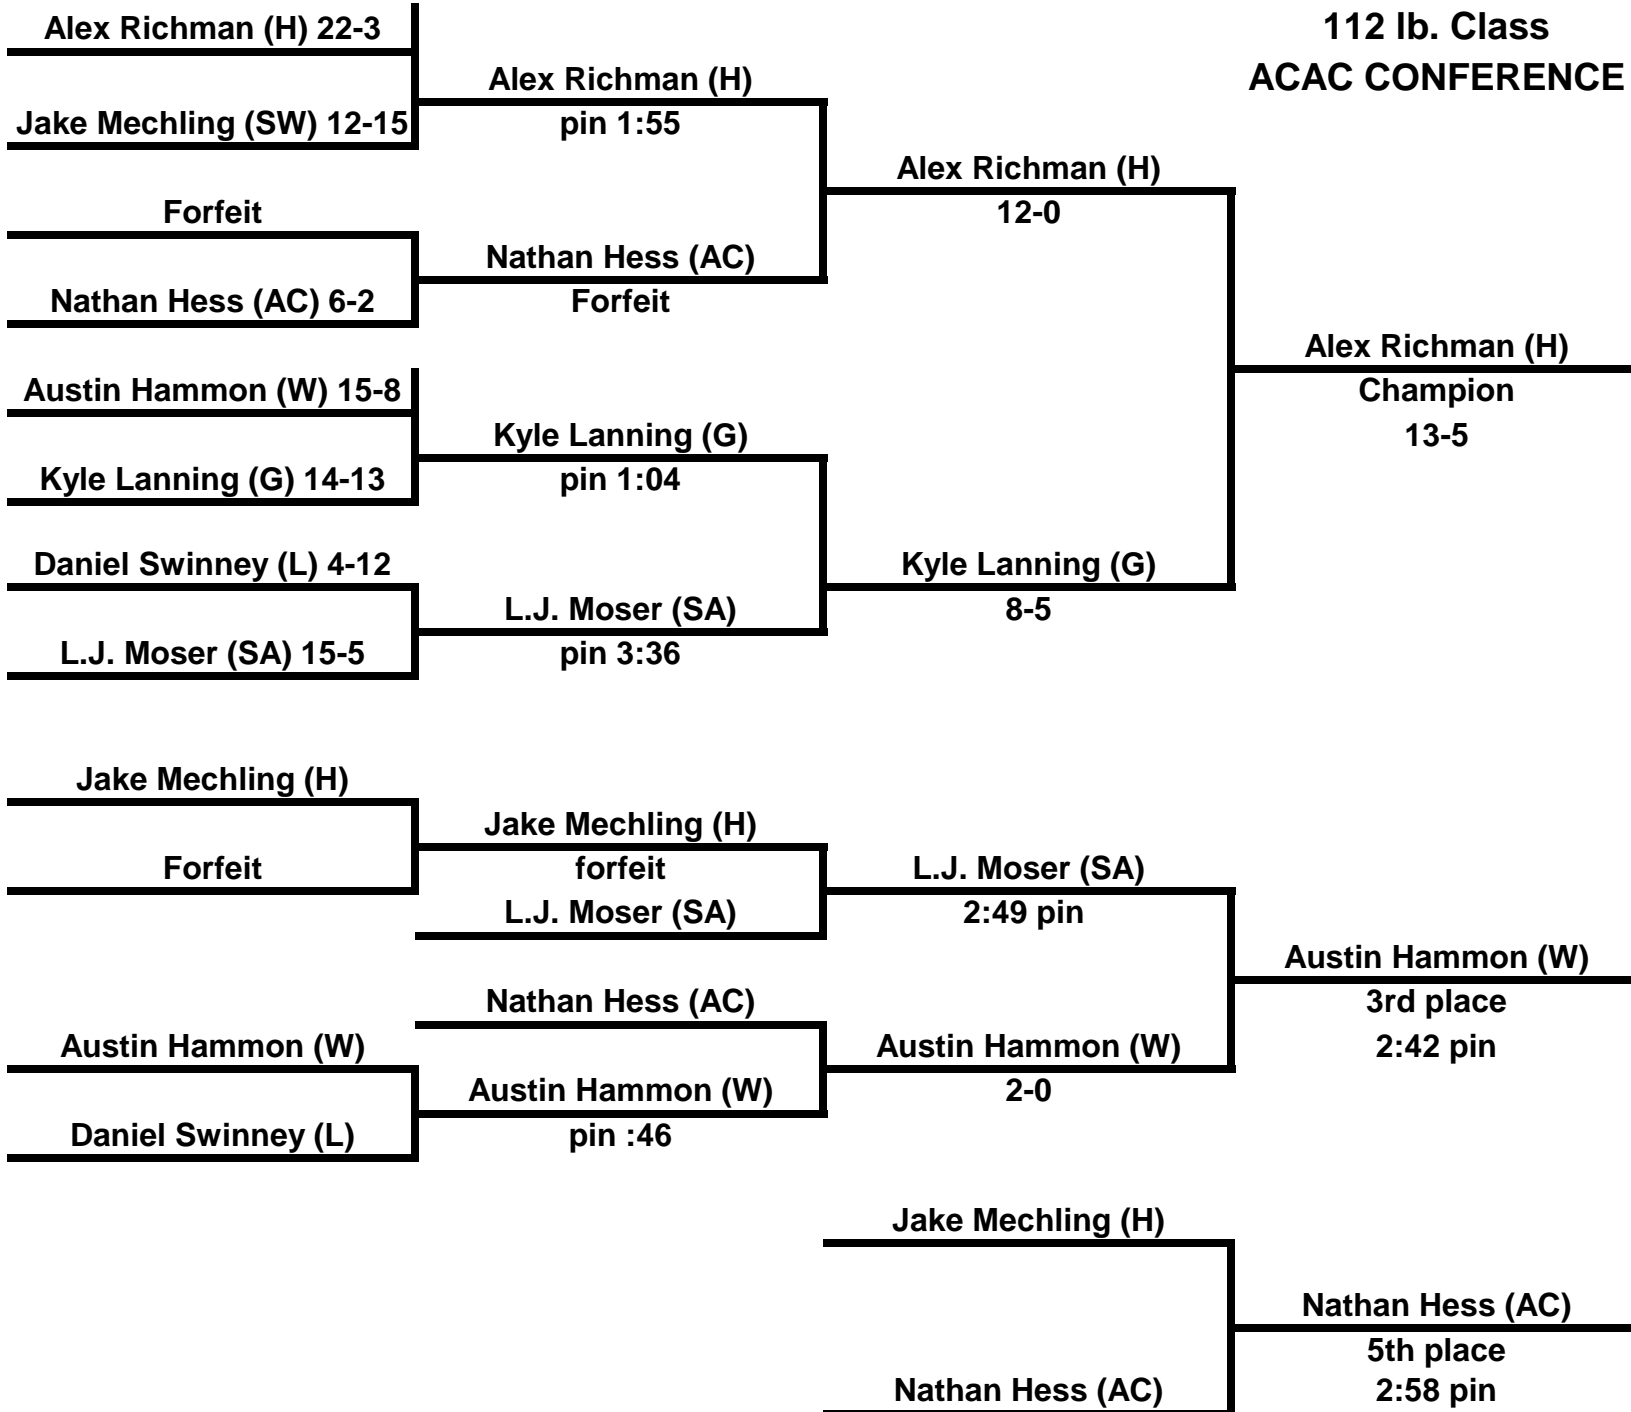 112 lb. Class
ACAC CONFERENCE
Alex Richman (H) 22-3
Alex Richman (H)
Jake Mechling (SW) 12-15
pin 1:55
Alex Richman (H)
Forfeit
12-0
Nathan Hess (AC)
Nathan Hess (AC) 6-2
Forfeit
Alex Richman (H)
Austin Hammon (W) 15-8
Champion
Kyle Lanning (G)
13-5
Kyle Lanning (G) 14-13
pin 1:04
Daniel Swinney (L) 4-12
Kyle Lanning (G)
L.J. Moser (SA)
8-5
L.J. Moser (SA) 15-5
pin 3:36
Jake Mechling (H)
Jake Mechling (H)
Forfeit
forfeit
L.J. Moser (SA)
L.J. Moser (SA)
2:49 pin
Austin Hammon (W)
Nathan Hess (AC)
3rd place
Austin Hammon (W)
Austin Hammon (W)
2:42 pin
Austin Hammon (W)
2-0
Daniel Swinney (L)
pin :46
Jake Mechling (H)
Nathan Hess (AC)
5th place
Nathan Hess (AC)
2:58 pin